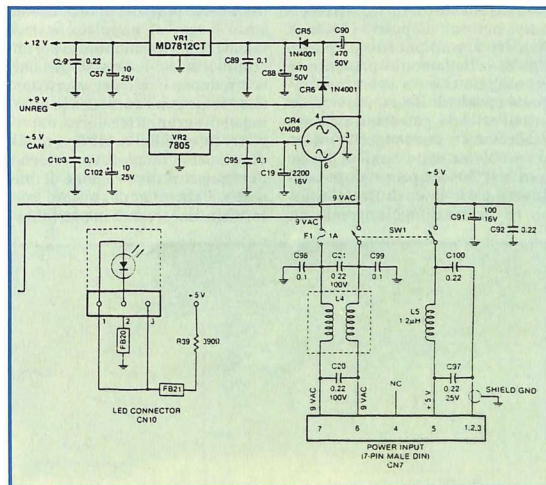 + 12 V
VR1
MD7812CT
CR5
1N4001
C90
470
50V
0.22
C57
10
25V
C89
0.1
C88
470
50V
CR6
1N4001
+ 9 V
UNREG
CR4
VM08
4
3
+ 5 V
CAN
VR2
7805
C103
0.1
C102
10
25V
C95
0.1
C19
2200
16V
9 VAC
9 VAC
+ 5 V
F1
1A
SW1
C91
100
16V
C92
0.22
C98
0.1
C21
0.22
100V
C99
0.1
C100
0.22
L4
L5
1.2µH
1
2
3
FB20
FB21
+ 5 V
R39
390Ω
LED CONNECTOR
CN10
C20
0.22
100V
C37
0.22
25V
SHIELD GND
9 VAC
9 VAC
NC
+ 5 V
7
6
4
5
1,2,3
POWER INPUT
(7-PIN MALE DIN)
CN7